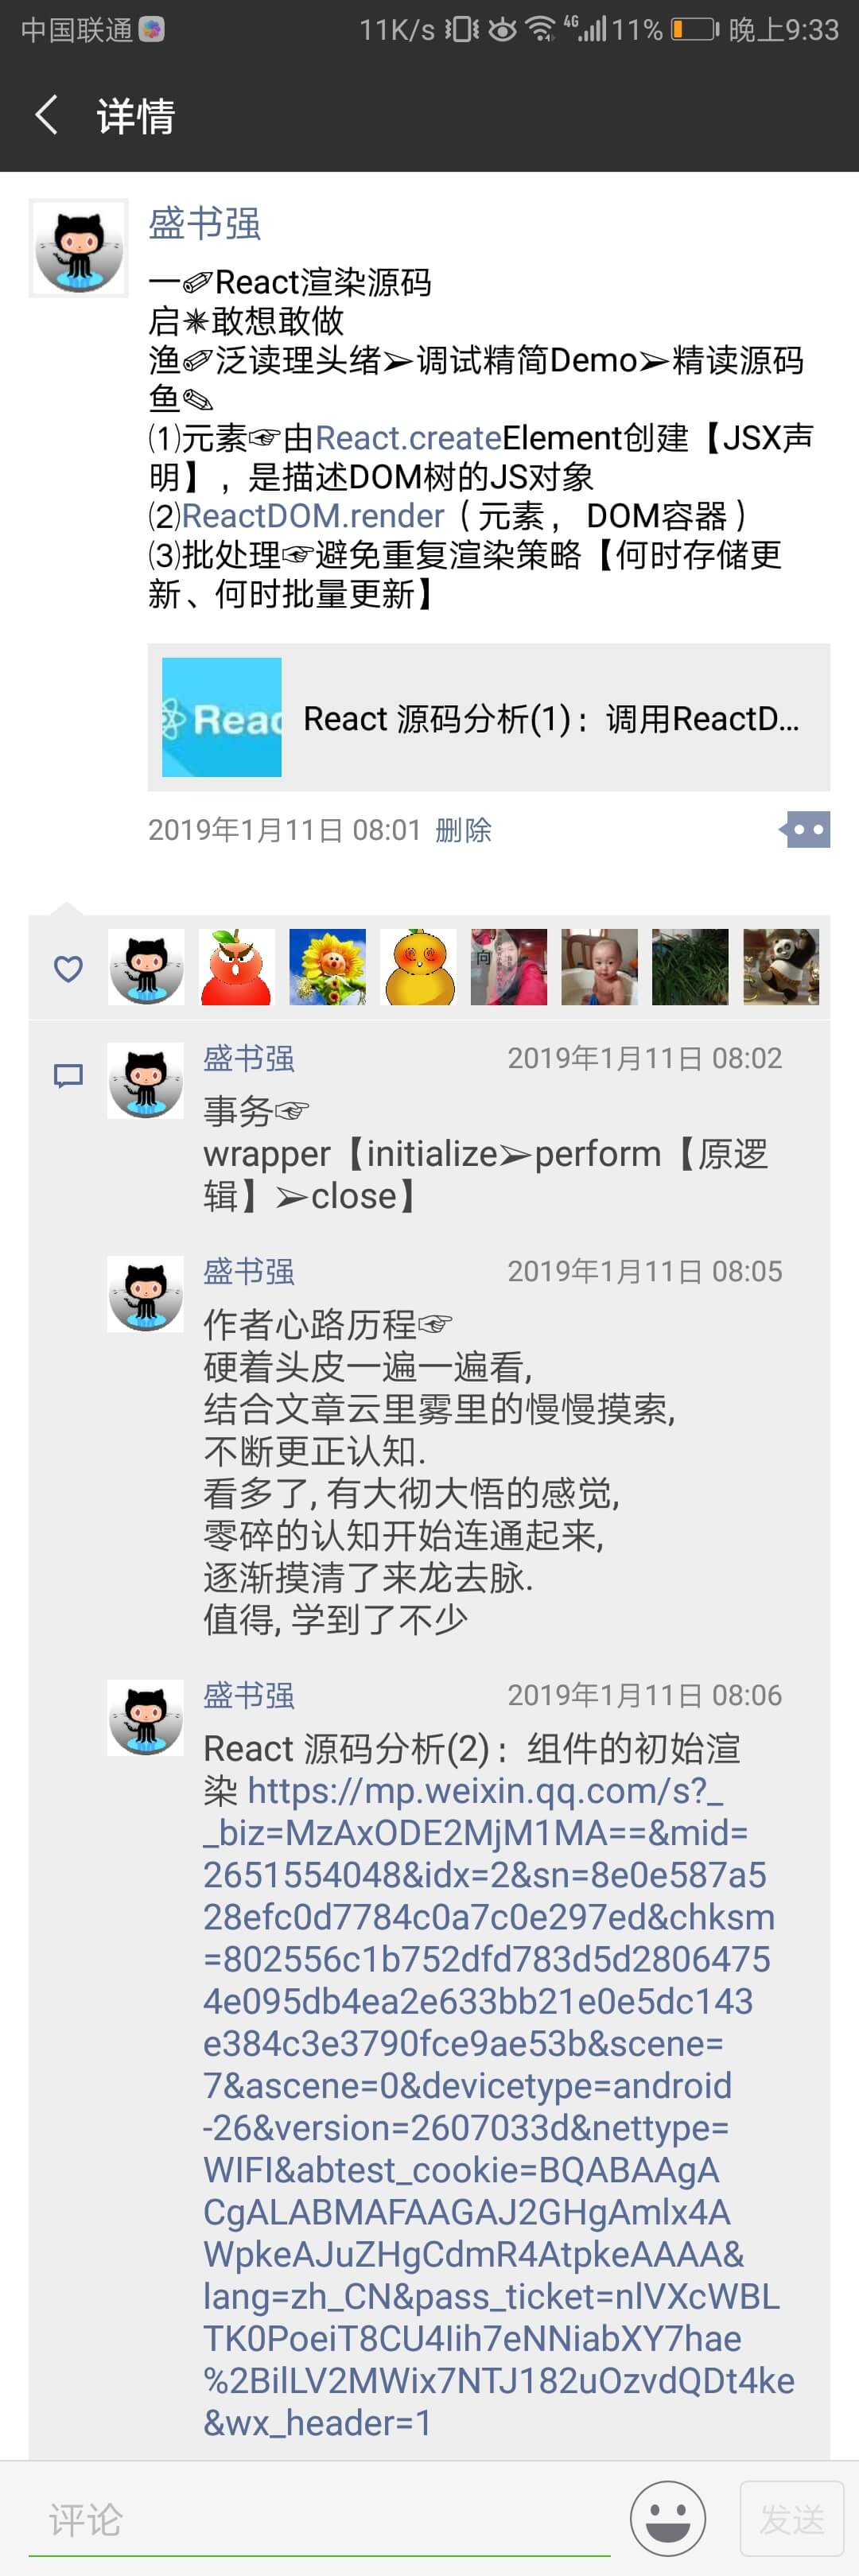 中国联通 11K/s 4G 11% 晚上9:33
详情
盛书强
一✐React渲染源码
启✷敢想敢做
渔✐泛读理头绪➢调试精简Demo➢精读源码
鱼✎
⑴元素☞由React.createElement创建【JSX声
明】，是描述DOM树的JS对象
⑵ReactDOM.render（元素，DOM容器）
⑶批处理☞避免重复渲染策略【何时存储更
新、何时批量更新】
Reac
React 源码分析(1)：调用ReactD...
2019年1月11日 08:01 删除
向
盛书强 2019年1月11日 08:02
事务☞
wrapper【initialize➢perform【原逻
辑】➢close】
盛书强 2019年1月11日 08:05
作者心路历程☞
硬着头皮一遍一遍看,
结合文章云里雾里的慢慢摸索,
不断更正认知.
看多了, 有大彻大悟的感觉,
零碎的认知开始连通起来,
逐渐摸清了来龙去脉.
值得, 学到了不少
盛书强 2019年1月11日 08:06
React 源码分析(2)：组件的初始渲
染 https://mp.weixin.qq.com/s?_
_biz=MzAxODE2MjM1MA==&mid=
2651554048&idx=2&sn=8e0e587a5
28efc0d7784c0a7c0e297ed&chksm
=802556c1b752dfd783d5d2806475
4e095db4ea2e633bb21e0e5dc143
e384c3e3790fce9ae53b&scene=
7&ascene=0&devicetype=android
-26&version=2607033d&nettype=
WIFI&abtest_cookie=BQABAAgA
CgALABMAFAAGAJ2GHgAmlx4A
WpkeAJuZHgCdmR4AtpkeAAAA&
lang=zh_CN&pass_ticket=nlVXcWBL
TK0PoeiT8CU4Iih7eNNiabXY7hae
%2BilLV2MWix7NTJ182uOzvdQDt4ke
&wx_header=1
评论 发送